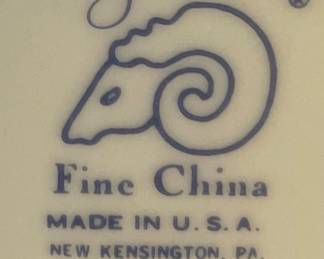 ®
Fine China
MADE IN U.S.A.
NEW KENSINGTON, PA.